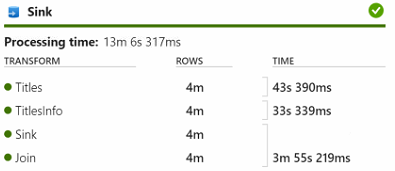 Sink
Processing time: 13m 6s 317ms
TRANSFORM ROWS TIME
Titles 4m 43s 390ms
TitlesInfo 4m 33s 339ms
Sink 4m
Join 4m 3m 55s 219ms